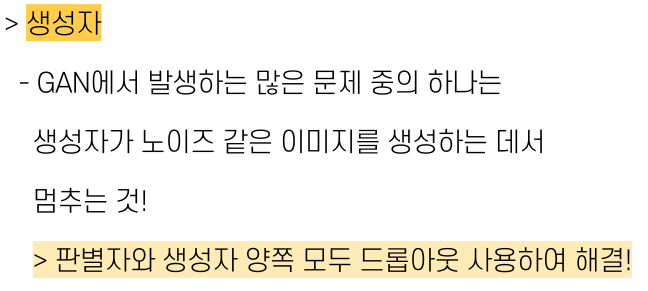 > 생성자
- GAN에서 발생하는 많은 문제 중의 하나는
생성자가 노이즈 같은 이미지를 생성하는 데서
멈추는 것!
> 판별자와 생성자 양쪽 모두 드롭아웃 사용하여 해결!